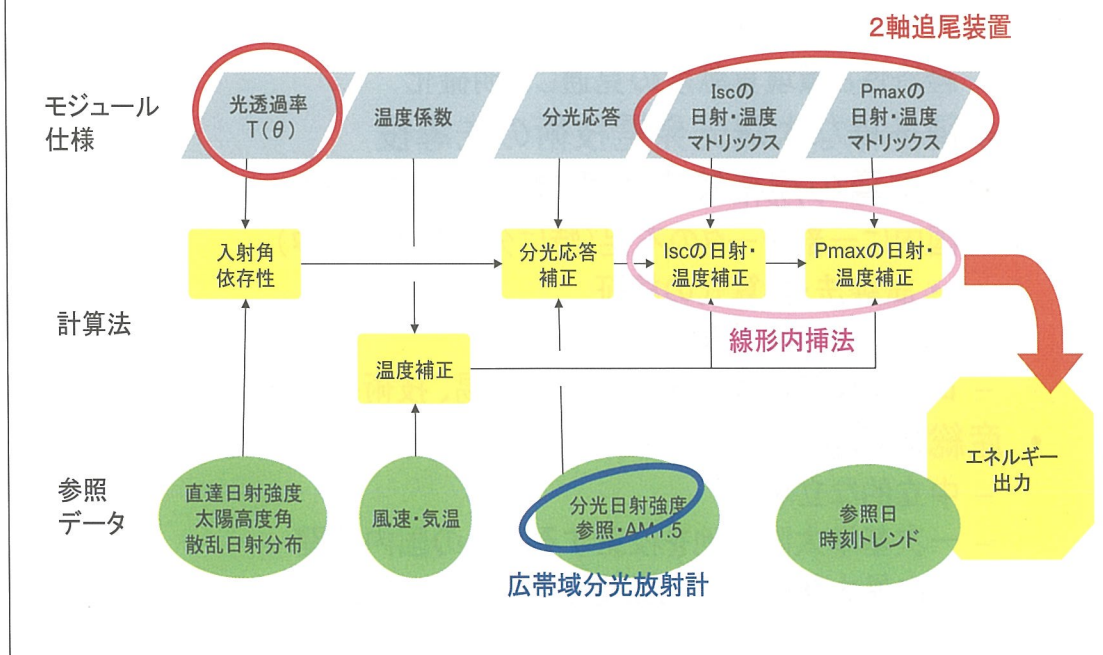 2軸追尾装置
モジュール
仕様
光透過率
T(θ)
温度係数
分光応答
Iscの
日射・温度
マトリックス
Pmaxの
日射・温度
マトリックス
計算法
入射角
依存性
分光応答
補正
Iscの日射・
温度補正
Pmaxの日射・
温度補正
線形内挿法
温度補正
参照
データ
直達日射強度
太陽高度角
散乱日射分布
風速・気温
分光日射強度
参照・AM1.5
広帯域分光放射計
参照日
時刻トレンド
エネルギー
出力